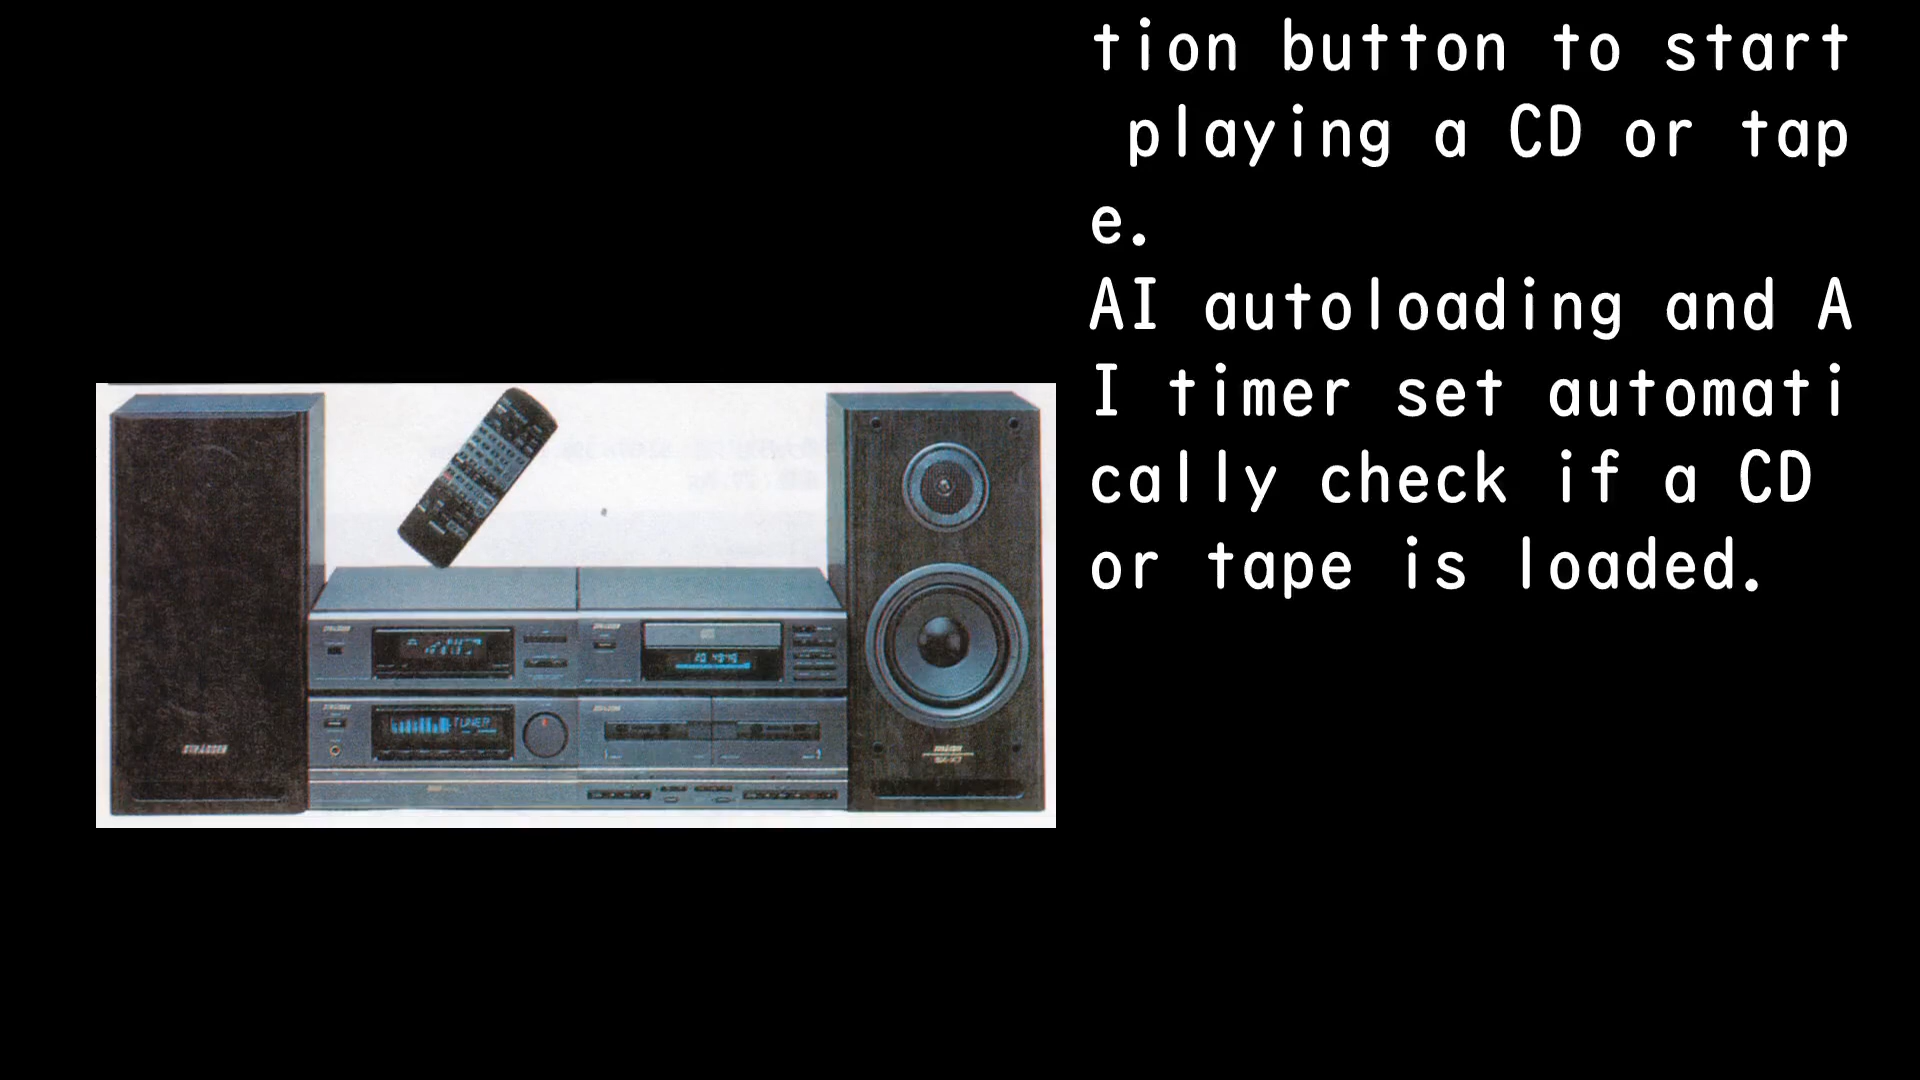 tion button to start
 playing a CD or tap
e.
AI autoloading and A
I timer set automati
cally check if a CD
or tape is loaded.
TUNER